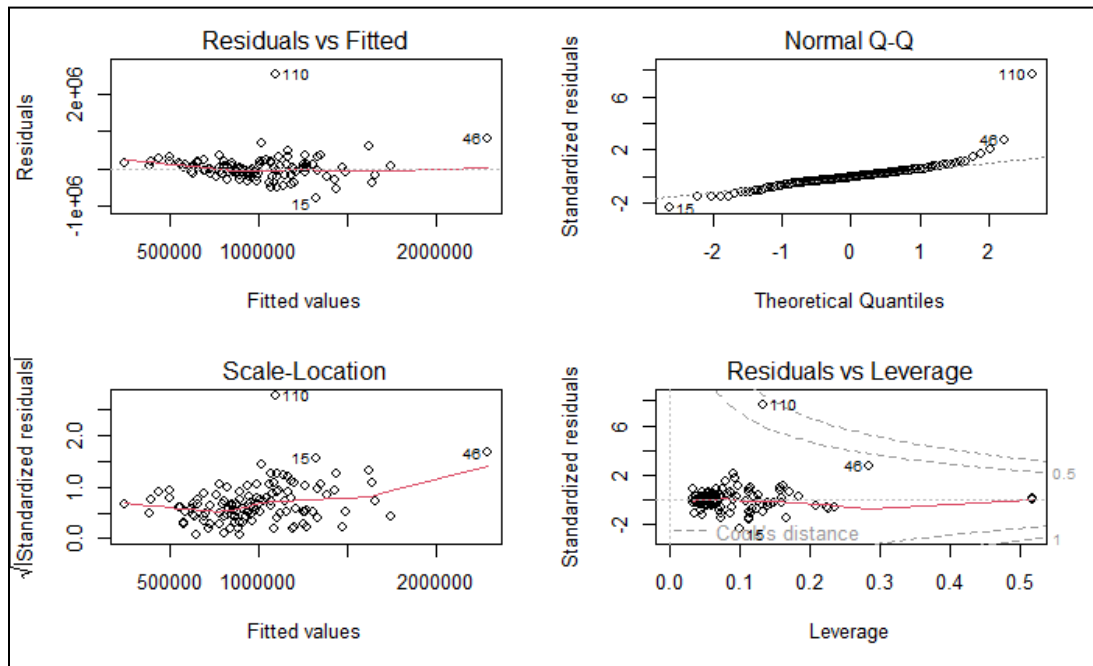 Residuals vs Fitted
Residuals
2e+06
-1e+06
110
46
15
500000 1000000 2000000
Fitted values
Normal Q-Q
Standardized residuals
6
2
-2
110
46
15
-2 -1 0 1 2
Theoretical Quantiles
Scale-Location
√|Standardized residuals|
2.0
1.0
0.0
110
15
46
500000 1000000 2000000
Fitted values
Residuals vs Leverage
Standardized residuals
6
2
-2
110
46
0.5
Cook's distance
15
1
0.0 0.1 0.2 0.3 0.4 0.5
Leverage